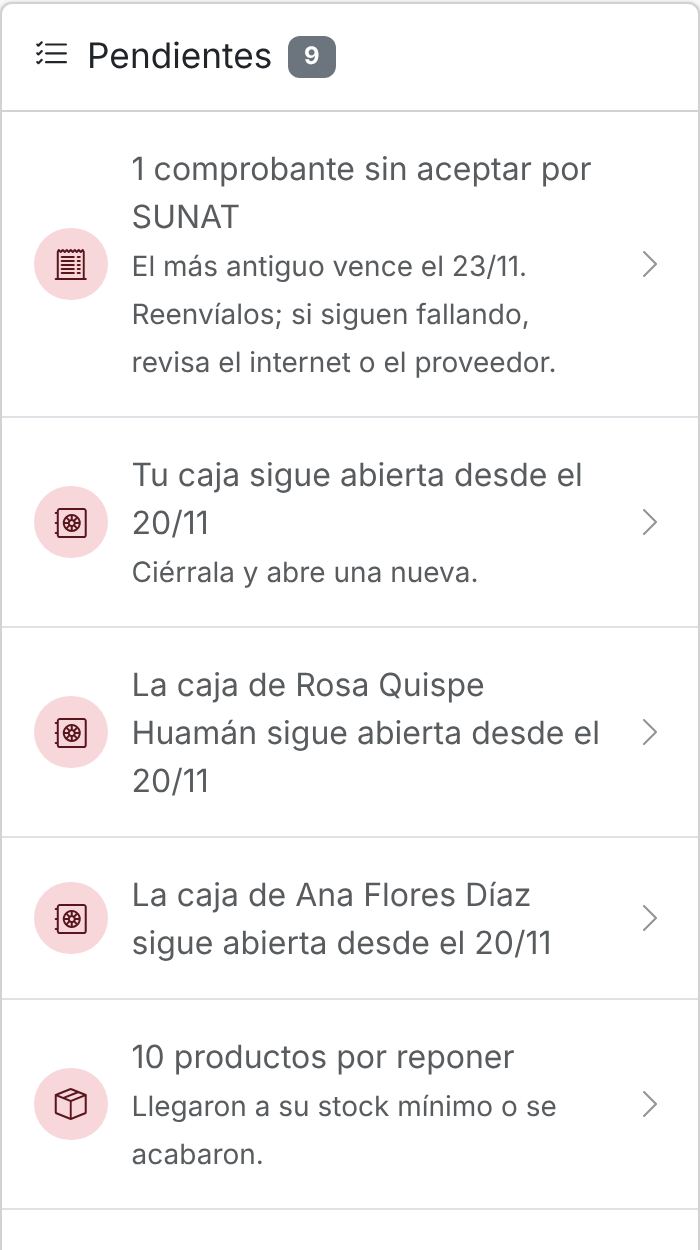 Pendientes 9
1 comprobante sin aceptar por
SUNAT
El más antiguo vence el 23/11.
Reenvíalos; si siguen fallando,
revisa el internet o el proveedor.
Tu caja sigue abierta desde el
20/11
Ciérrala y abre una nueva.
La caja de Rosa Quispe
Huamán sigue abierta desde el
20/11
La caja de Ana Flores Díaz
sigue abierta desde el 20/11
10 productos por reponer
Llegaron a su stock mínimo o se
acabaron.